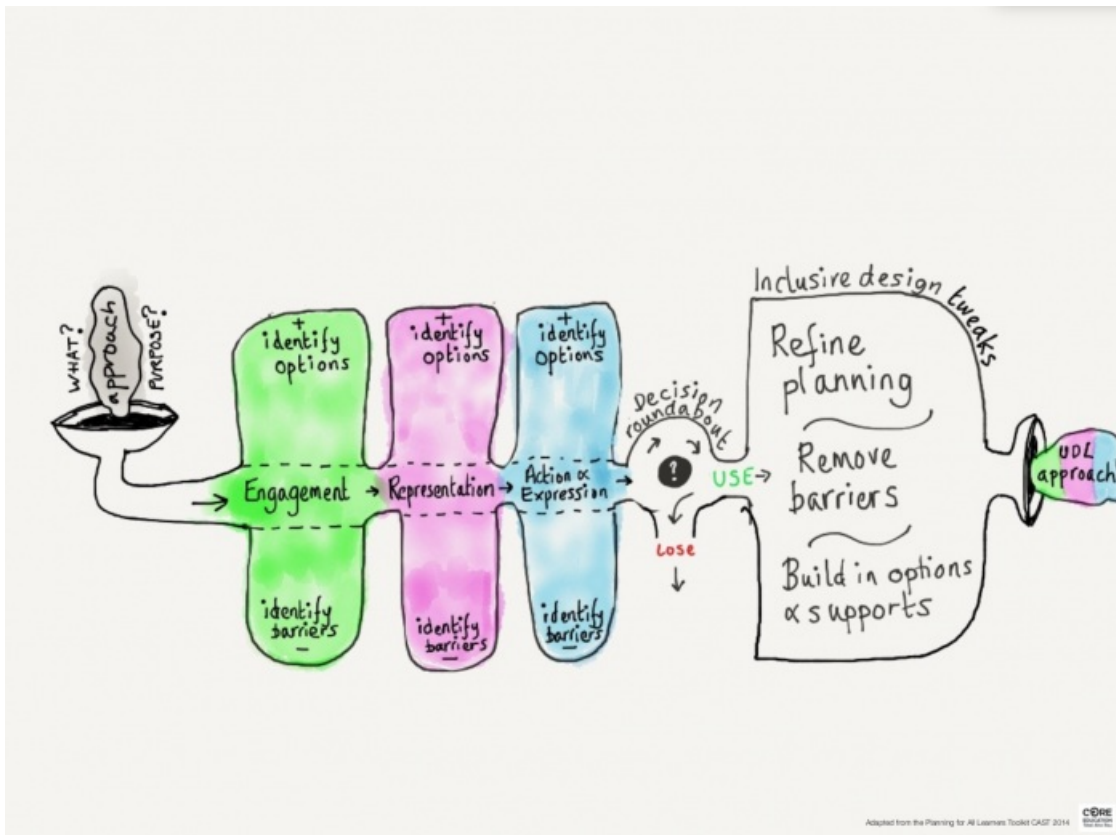 WHAT?
approach
PURPOSE?
+
identify
options
Engagement
identify
barriers
–
+
identify
options
Representation
identify
barriers
–
+
identify
options
Action &
Expression
identify
barriers
–
Decision
roundabout
?
USE
Lose
Inclusive design tweaks
Refine
planning
Remove
barriers
Build in options
& supports
UDL
approach
Adapted from the Planning for All Learners Toolkit CAST 2014
CORE
EDUCATION